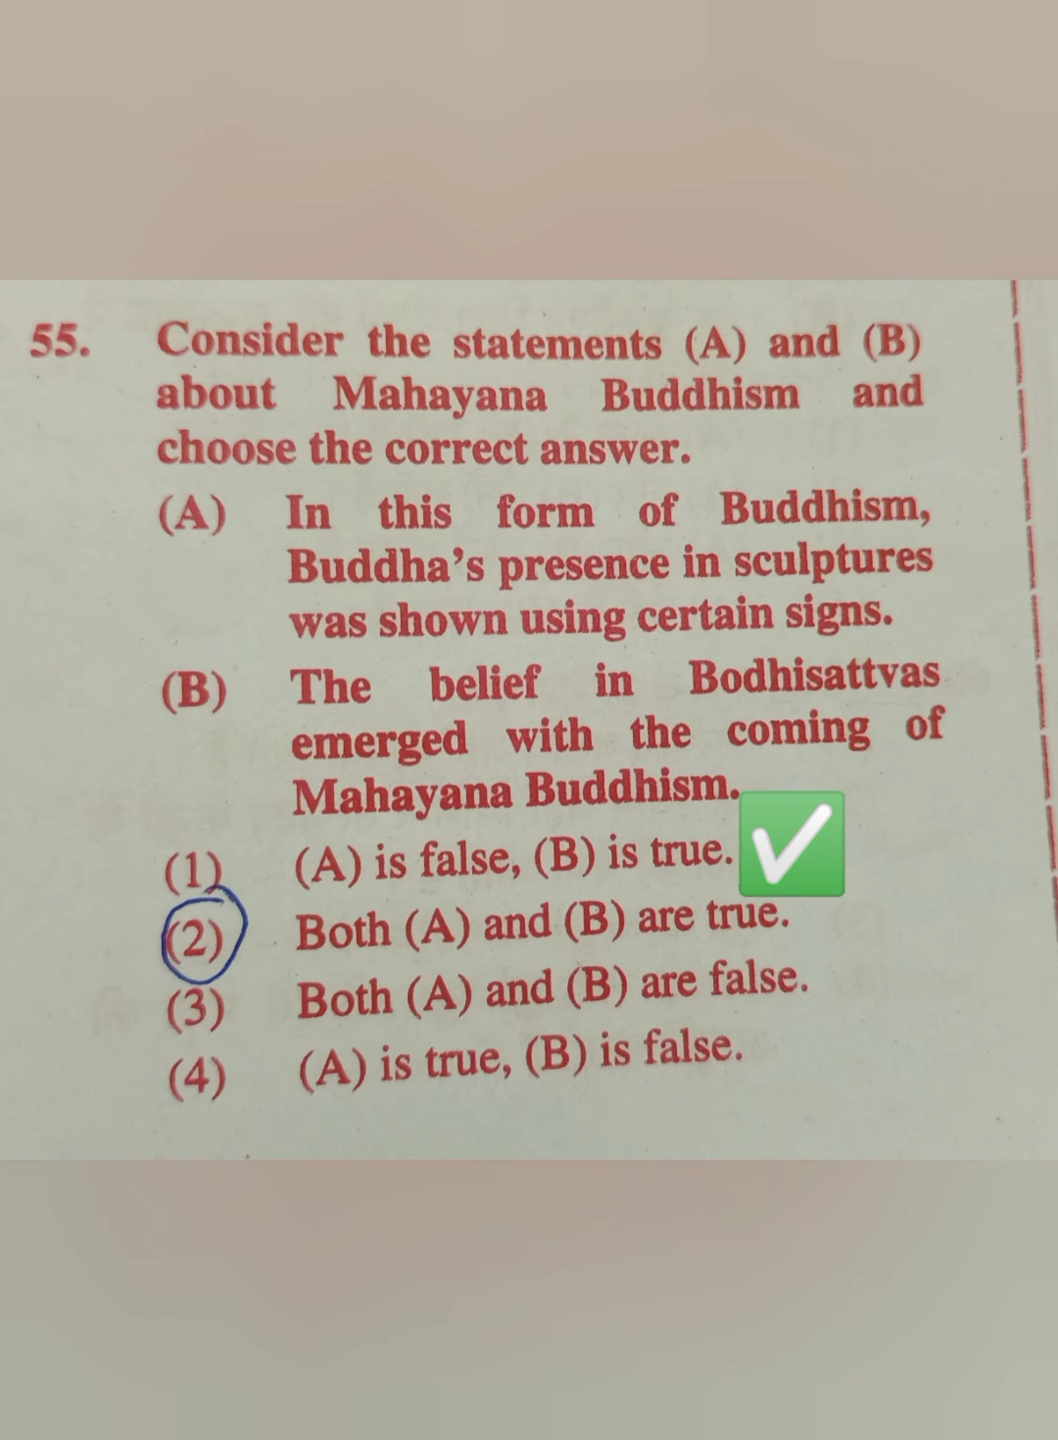 55. Consider the statements (A) and (B)
about Mahayana Buddhism and
choose the correct answer.
(A) In this form of Buddhism,
Buddha's presence in sculptures
was shown using certain signs.
(B) The belief in Bodhisattvas
emerged with the coming of
Mahayana Buddhism.
(1) (A) is false, (B) is true.
(2) Both (A) and (B) are true.
(3) Both (A) and (B) are false.
(4) (A) is true, (B) is false.